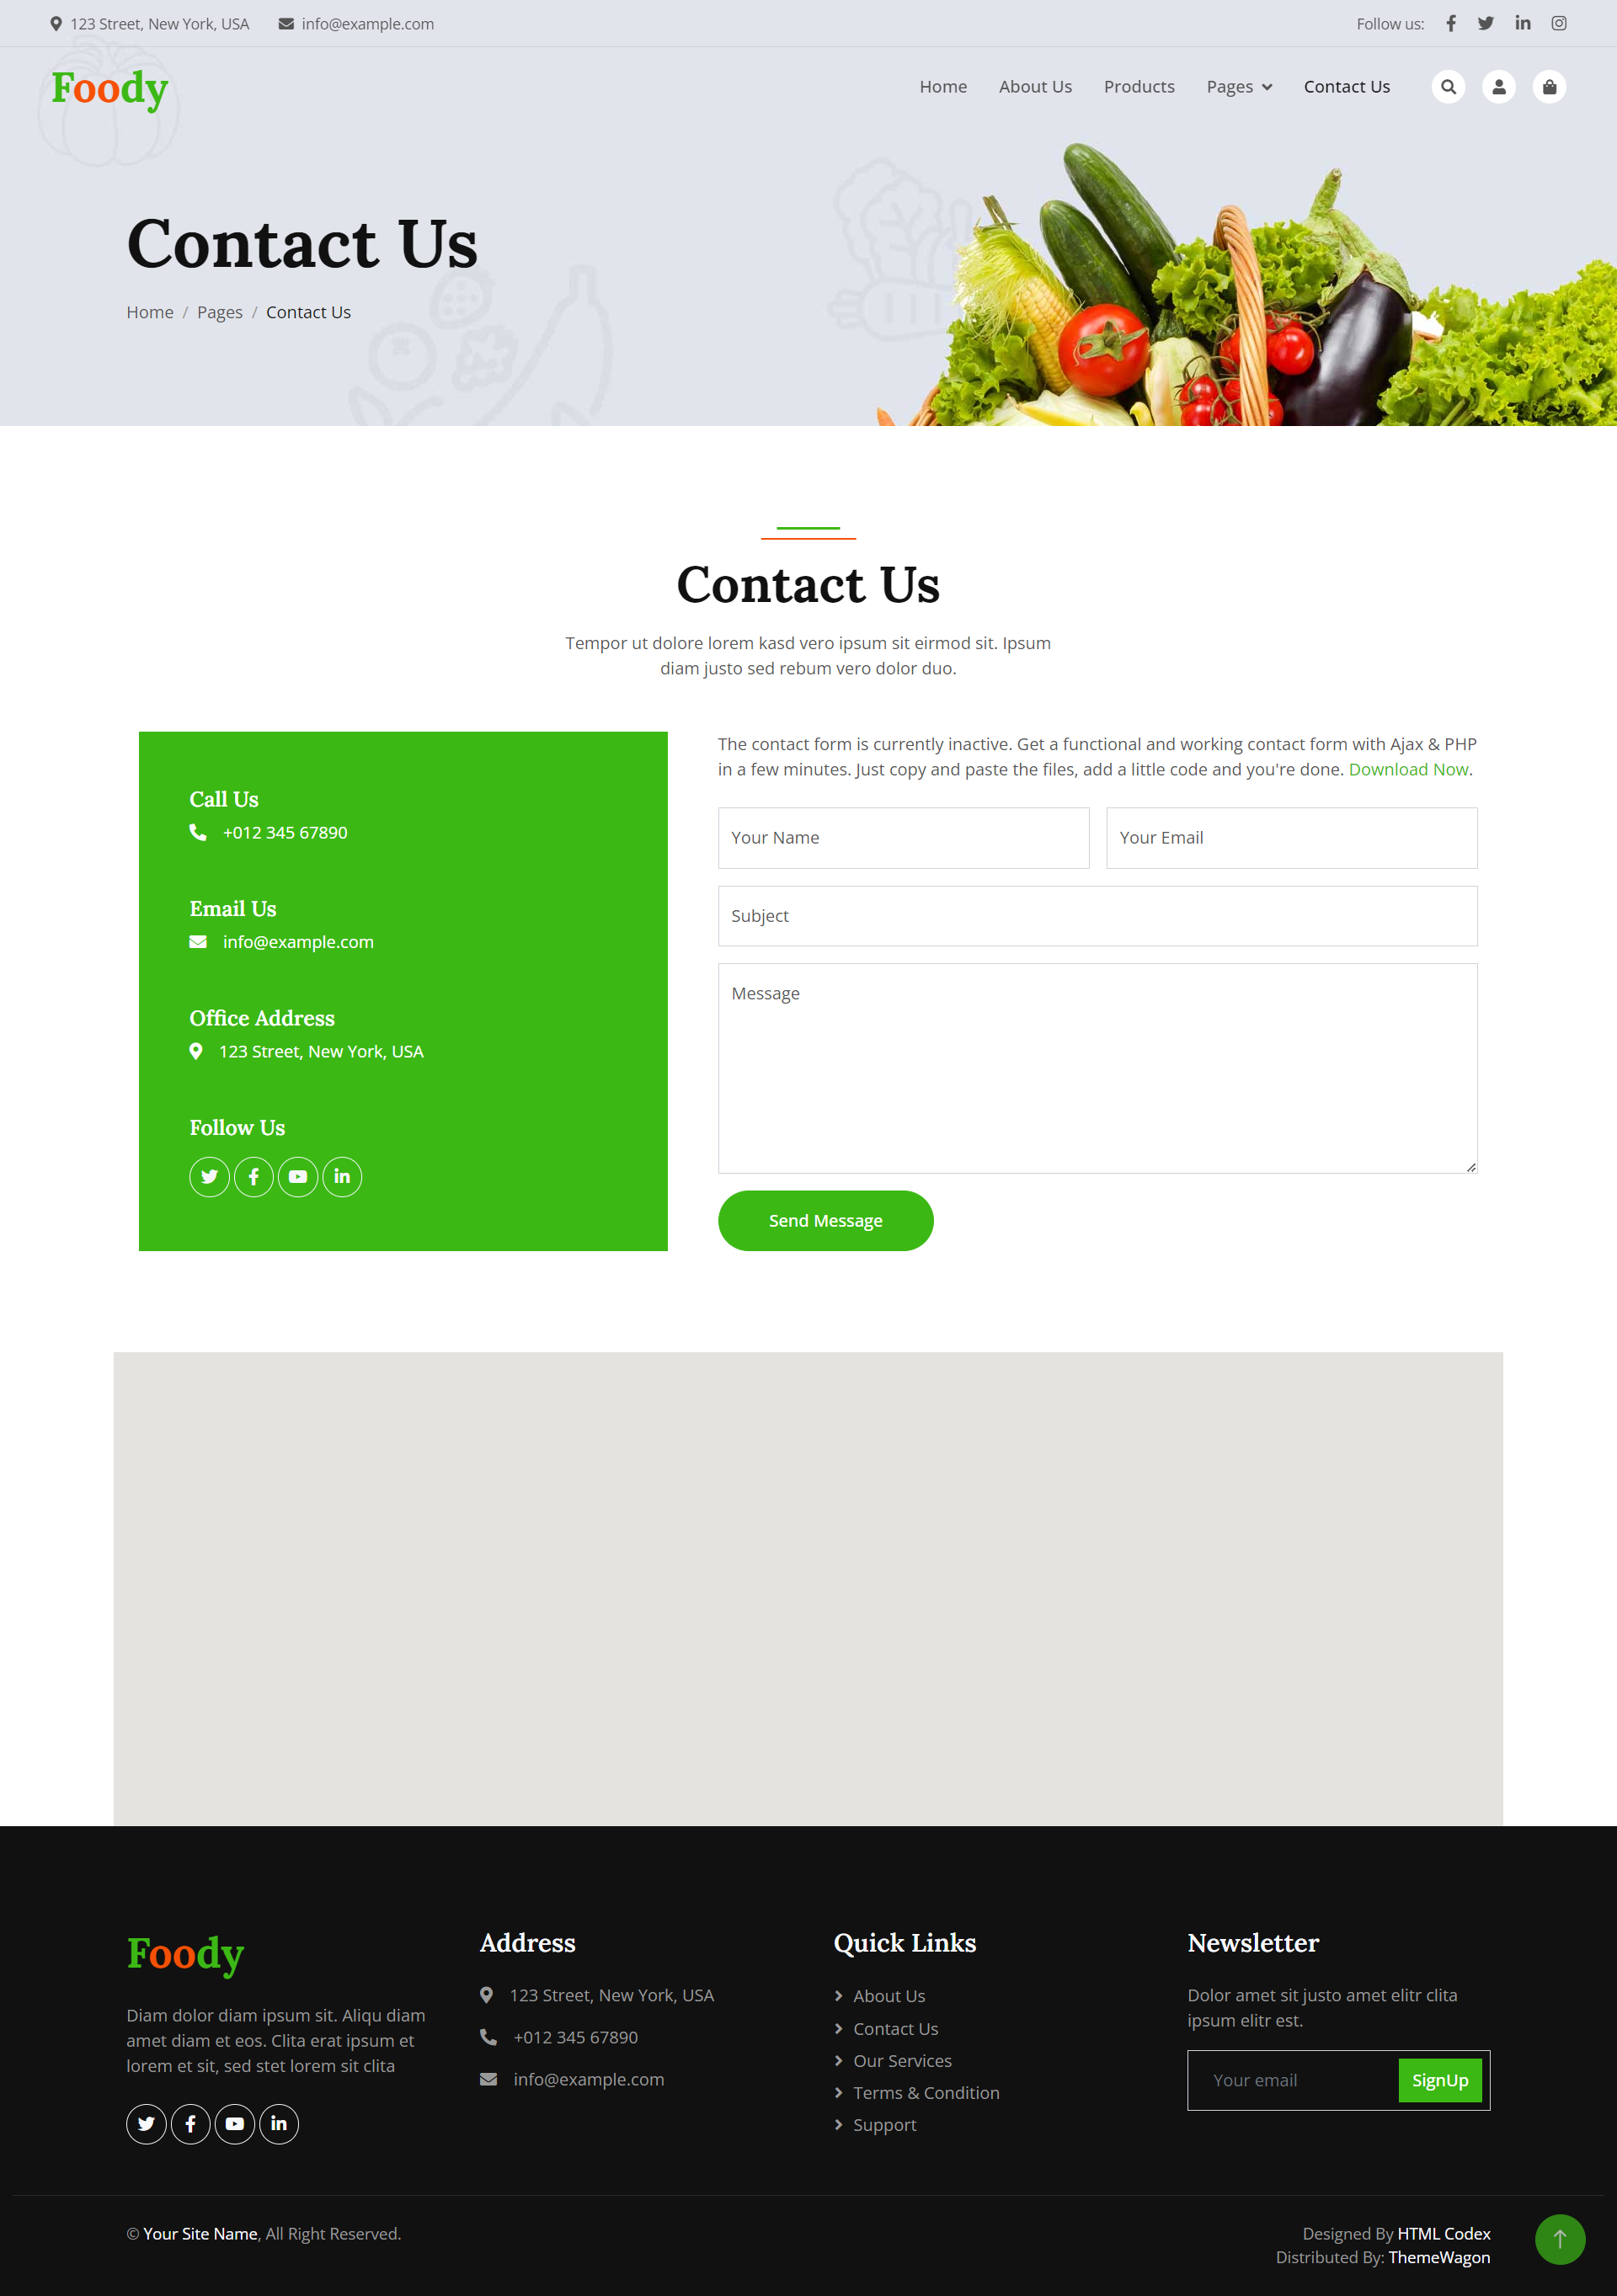 123 Street, New York, USA
info@example.com
Follow us:
Foody
Home
About Us
Products
Pages
Contact Us
Contact Us
Home / Pages / Contact Us
Contact Us
Tempor ut dolore lorem kasd vero ipsum sit eirmod sit. Ipsum
diam justo sed rebum vero dolor duo.
Call Us
+012 345 67890
Email Us
info@example.com
Office Address
123 Street, New York, USA
Follow Us
The contact form is currently inactive. Get a functional and working contact form with Ajax & PHP
in a few minutes. Just copy and paste the files, add a little code and you're done. Download Now.
Your Name
Your Email
Subject
Message
Send Message
Foody
Diam dolor diam ipsum sit. Aliqu diam
amet diam et eos. Clita erat ipsum et
lorem et sit, sed stet lorem sit clita
Address
123 Street, New York, USA
+012 345 67890
info@example.com
Quick Links
About Us
Contact Us
Our Services
Terms & Condition
Support
Newsletter
Dolor amet sit justo amet elitr clita
ipsum elitr est.
Your email
SignUp
© Your Site Name, All Right Reserved.
Designed By HTML Codex
Distributed By: ThemeWagon